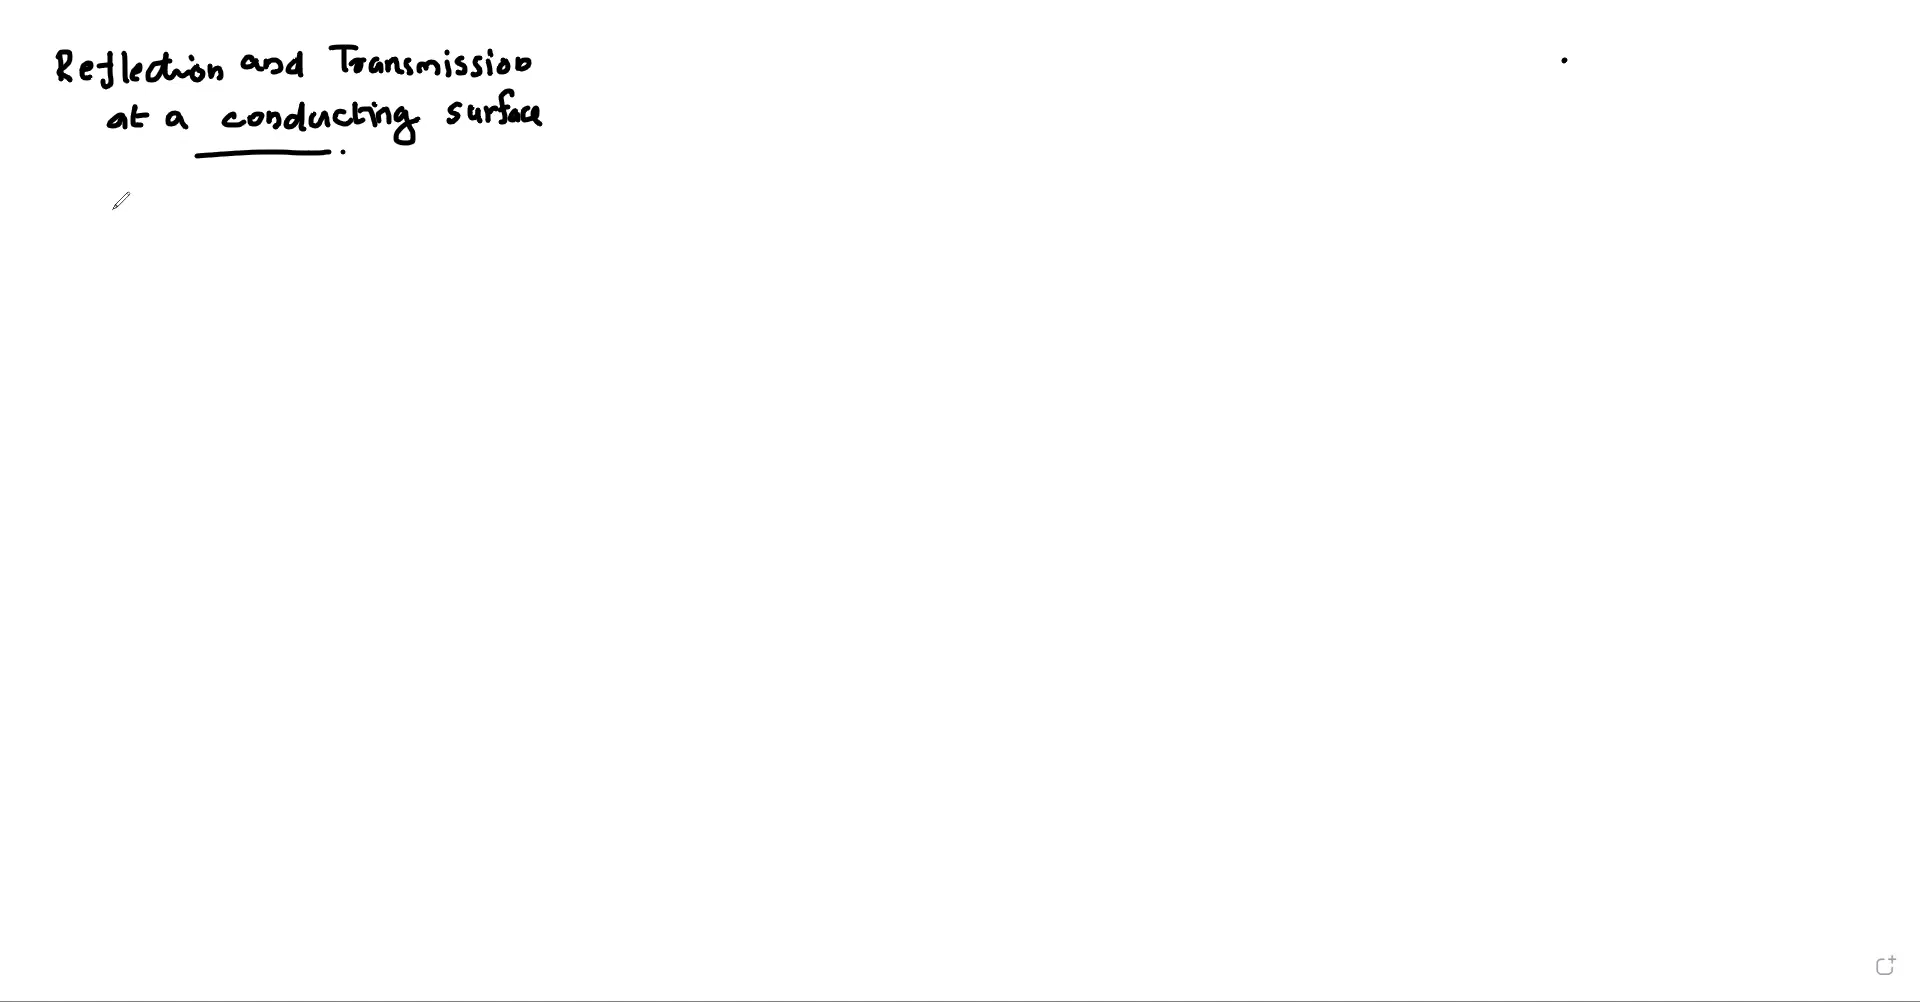 Reflection and Transmission
at a conducting surface